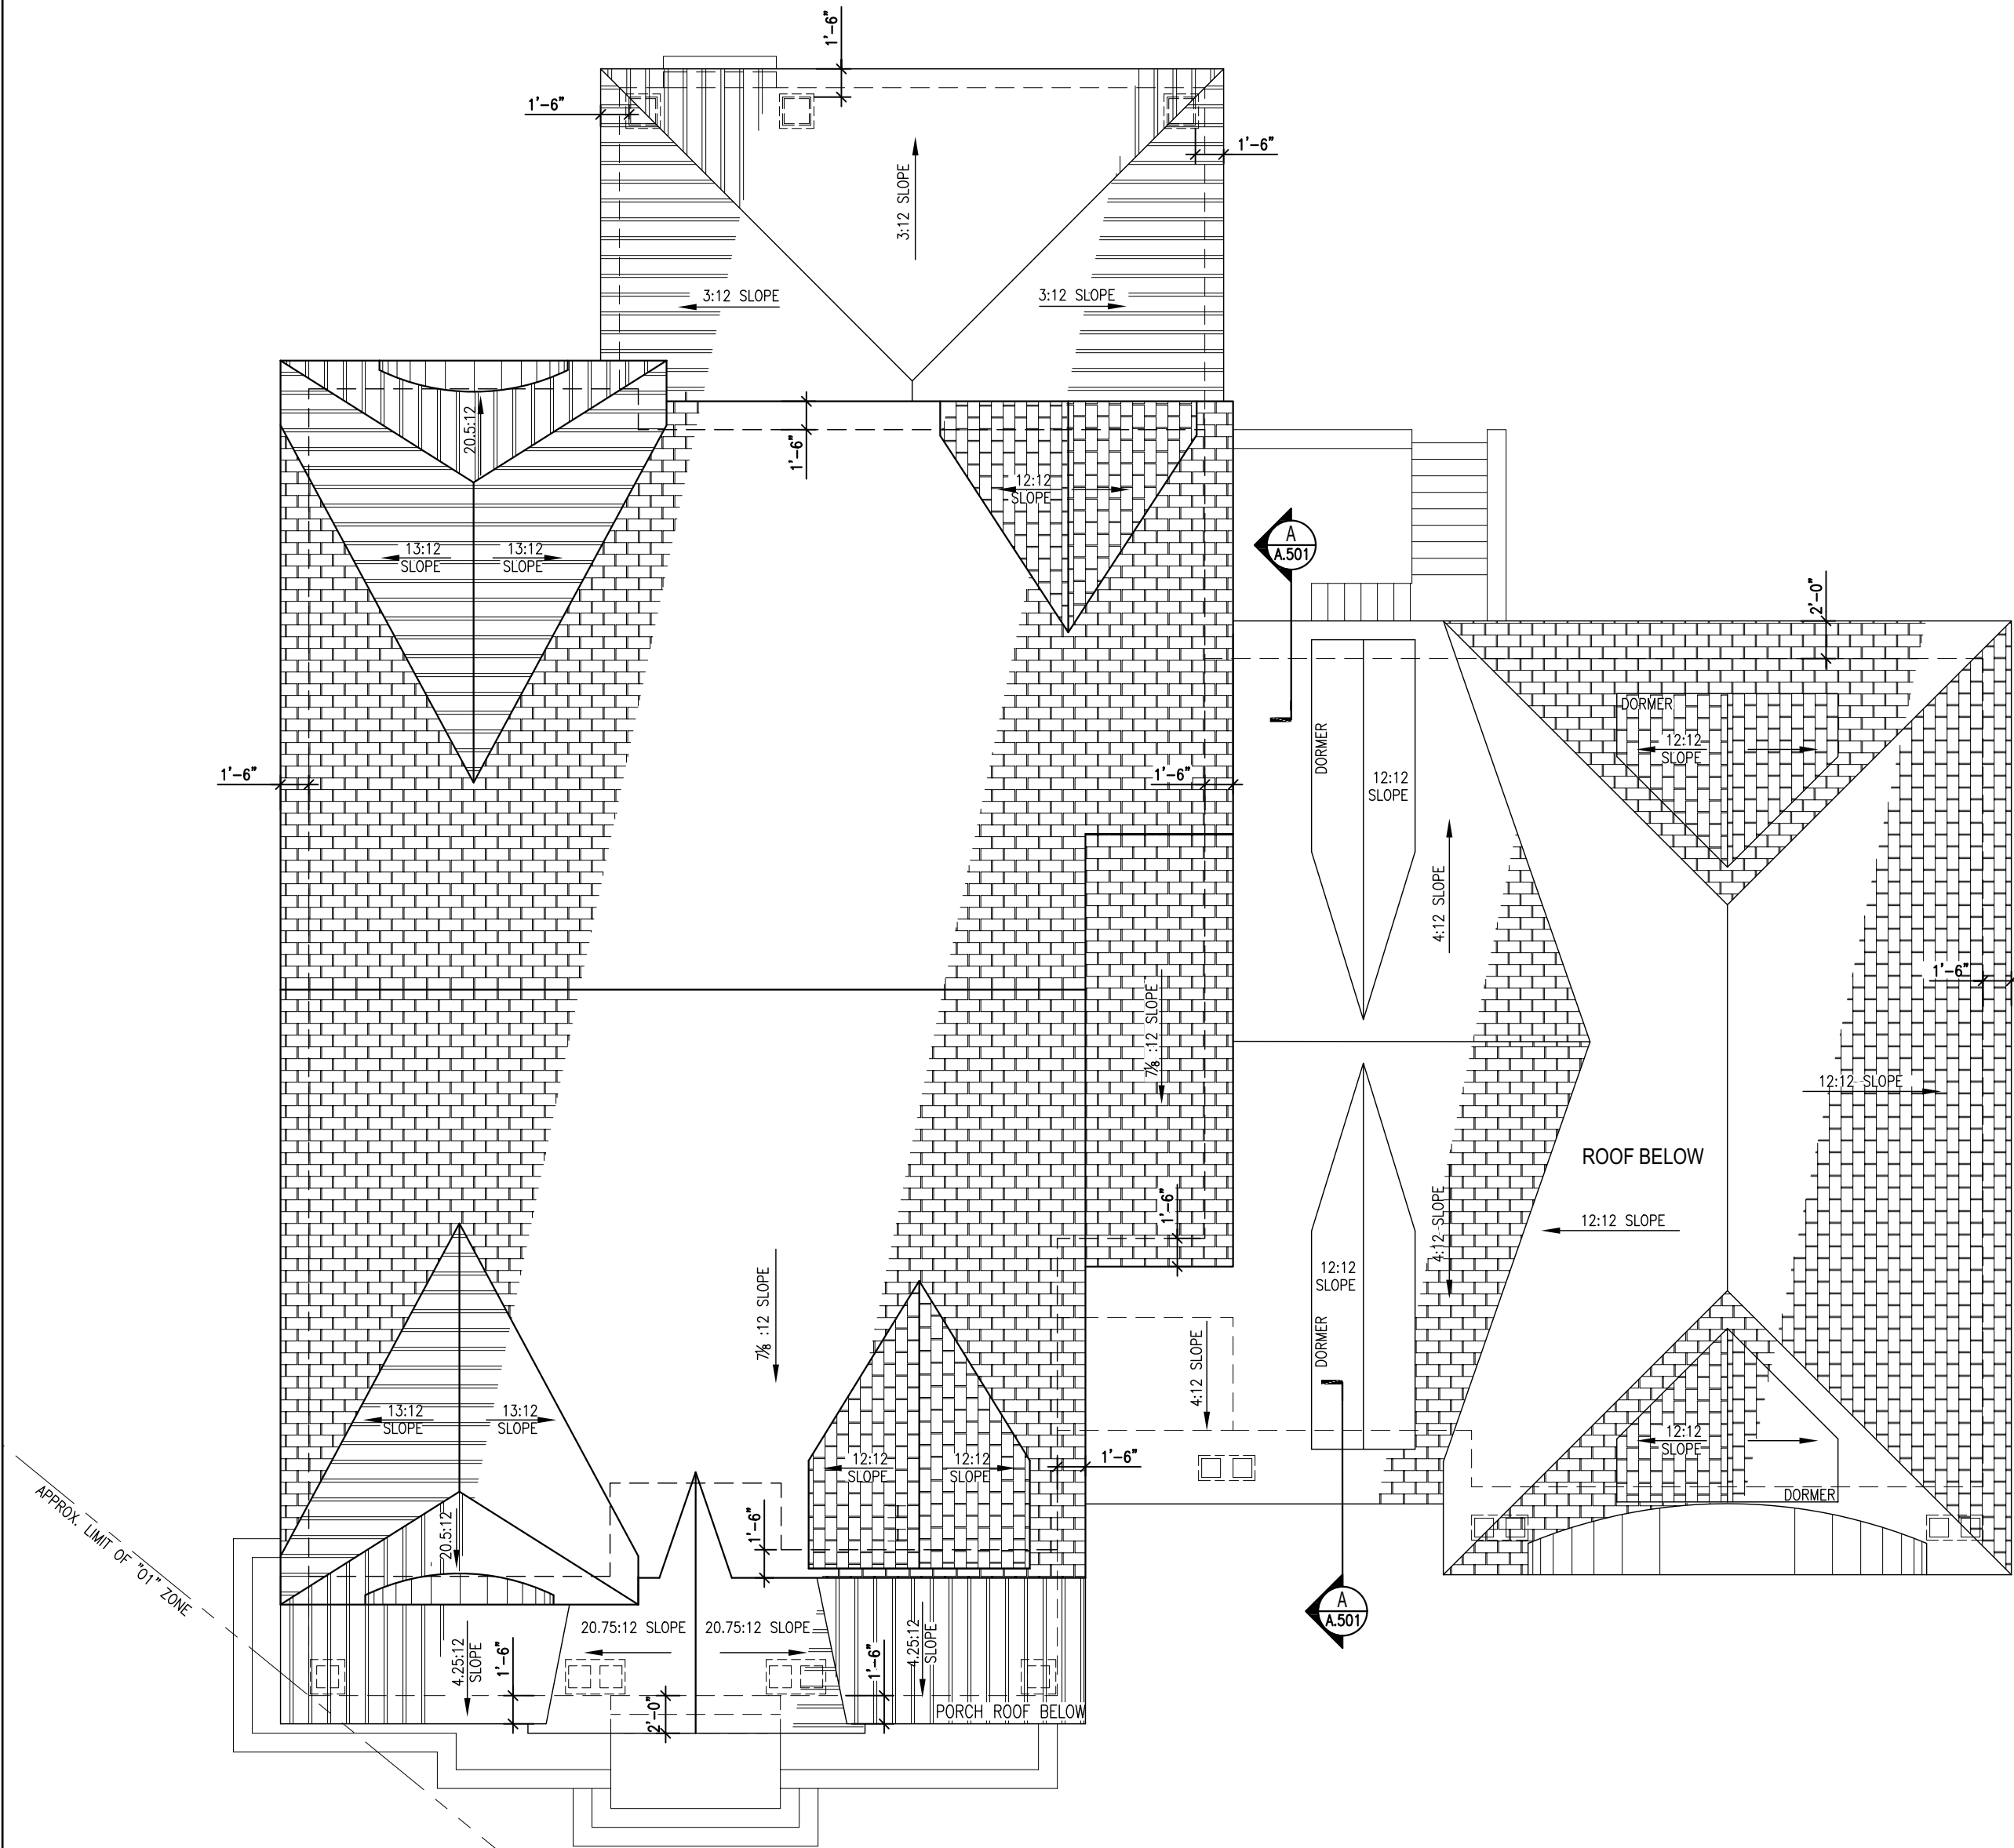 1'-6"
1'-6"
1'-6"
3:12 SLOPE
3:12 SLOPE
3:12 SLOPE
20.5:12
1'-6"
12:12
SLOPE
13:12
SLOPE
13:12
SLOPE
A
A.501
2'-0"
DORMER
12:12
SLOPE
DORMER
12:12
SLOPE
1'-6"
1'-6"
4:12 SLOPE
1'-6"
7⅛ :12 SLOPE
12:12 SLOPE
ROOF BELOW
1'-6"
4:12 SLOPE
12:12 SLOPE
12:12
SLOPE
7⅛ :12 SLOPE
DORMER
4:12 SLOPE
13:12
SLOPE
13:12
SLOPE
12:12
SLOPE
12:12
SLOPE
1'-6"
12:12
SLOPE
DORMER
20.5:12
1'-6"
APPROX. LIMIT OF "01" ZONE
A
A.501
20.75:12 SLOPE
20.75:12 SLOPE
4.25:12
SLOPE
1'-6"
4.25:12
SLOPE
1'-6"
2'-0"
PORCH ROOF BELOW